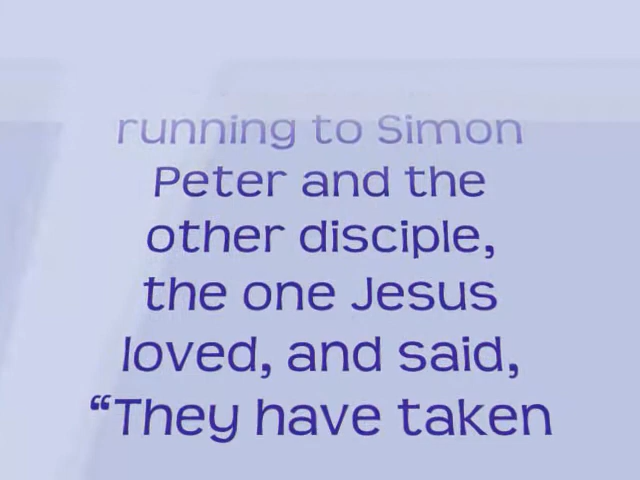 running to Simon
Peter and the
other disciple,
the one Jesus
loved, and said,
“They have taken